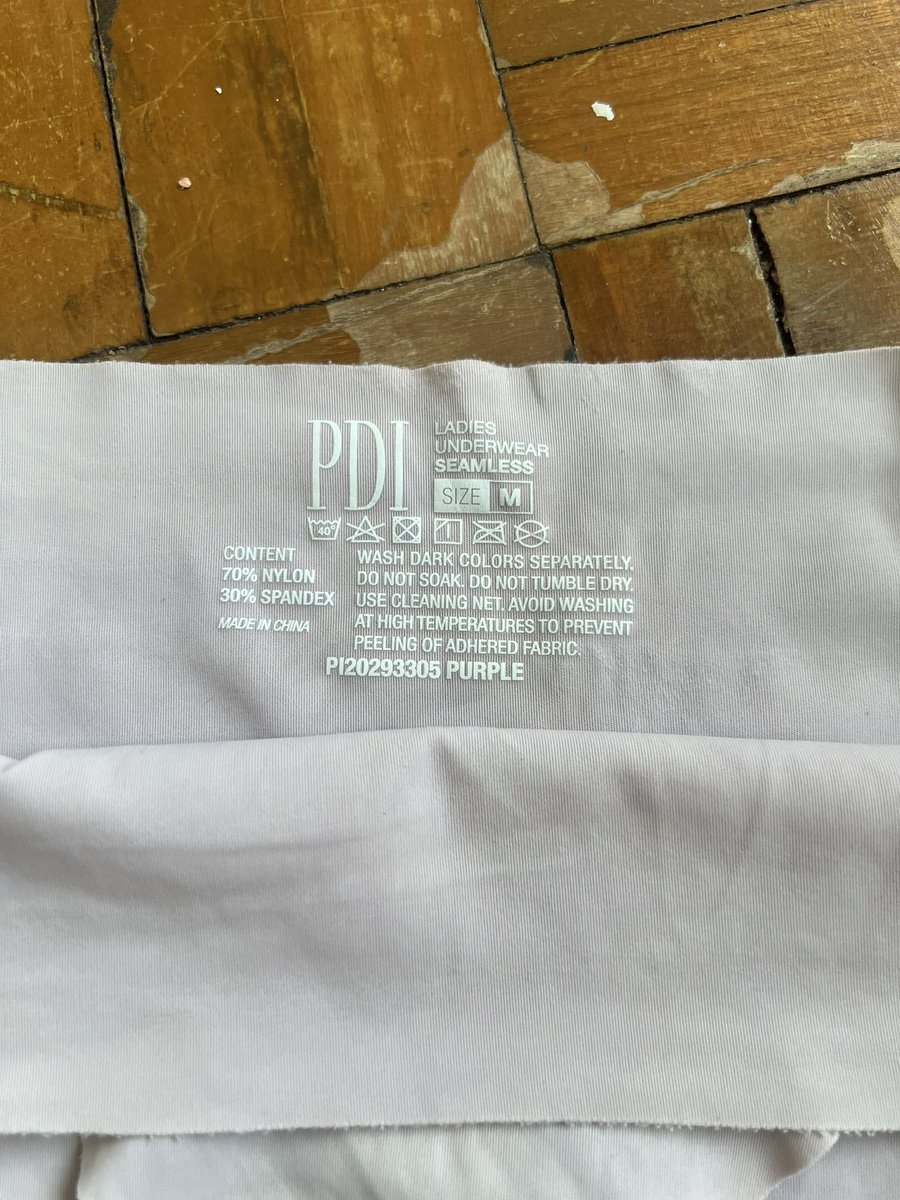 PDI
LADIES
UNDERWEAR
SEAMLESS
SIZE M
40°
CONTENT
70% NYLON
30% SPANDEX
MADE IN CHINA
WASH DARK COLORS SEPARATELY.
DO NOT SOAK. DO NOT TUMBLE DRY.
USE CLEANING NET. AVOID WASHING
AT HIGH TEMPERATURES TO PREVENT
PEELING OF ADHERED FABRIC.
PI20293305 PURPLE